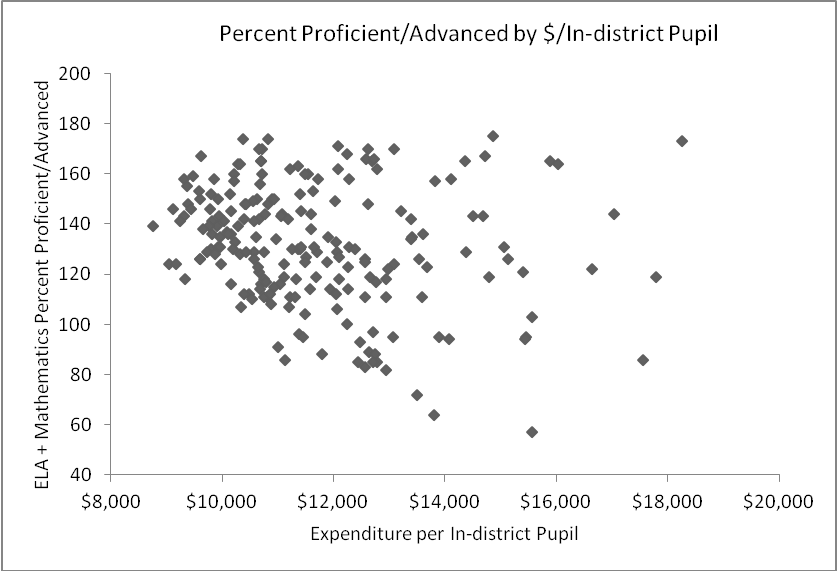 Percent Proficient/Advanced by $/In-district Pupil
ELA + Mathematics Percent Proficient/Advanced
200
180
160
140
120
100
80
60
40
$8,000 $10,000 $12,000 $14,000 $16,000 $18,000 $20,000
Expenditure per In-district Pupil